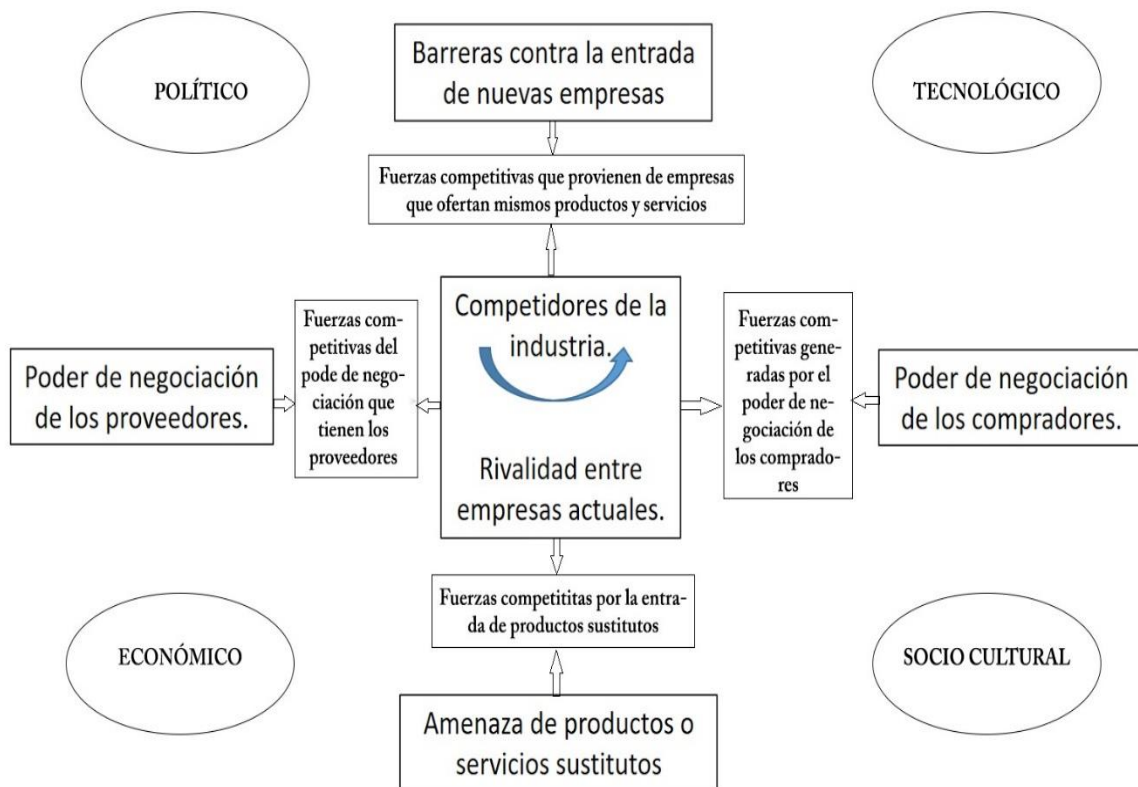 POLÍTICO
Barreras contra la entrada
de nuevas empresas
TECNOLÓGICO
Fuerzas competitivas que provienen de empresas
que ofertan mismos productos y servicios
Poder de negociación
de los proveedores.
Fuerzas com-
petitivas del
pode de nego-
ciación que
tienen los
proveedores
Competidores de la
industria.
Rivalidad entre
empresas actuales.
Fuerzas com-
petitivas gene-
radas por el
poder de ne-
gociación de
los comprado-
res
Poder de negociación
de los compradores.
Fuerzas competititas por la entra-
da de productos sustitutos
ECONÓMICO
SOCIO CULTURAL
Amenaza de productos o
servicios sustitutos